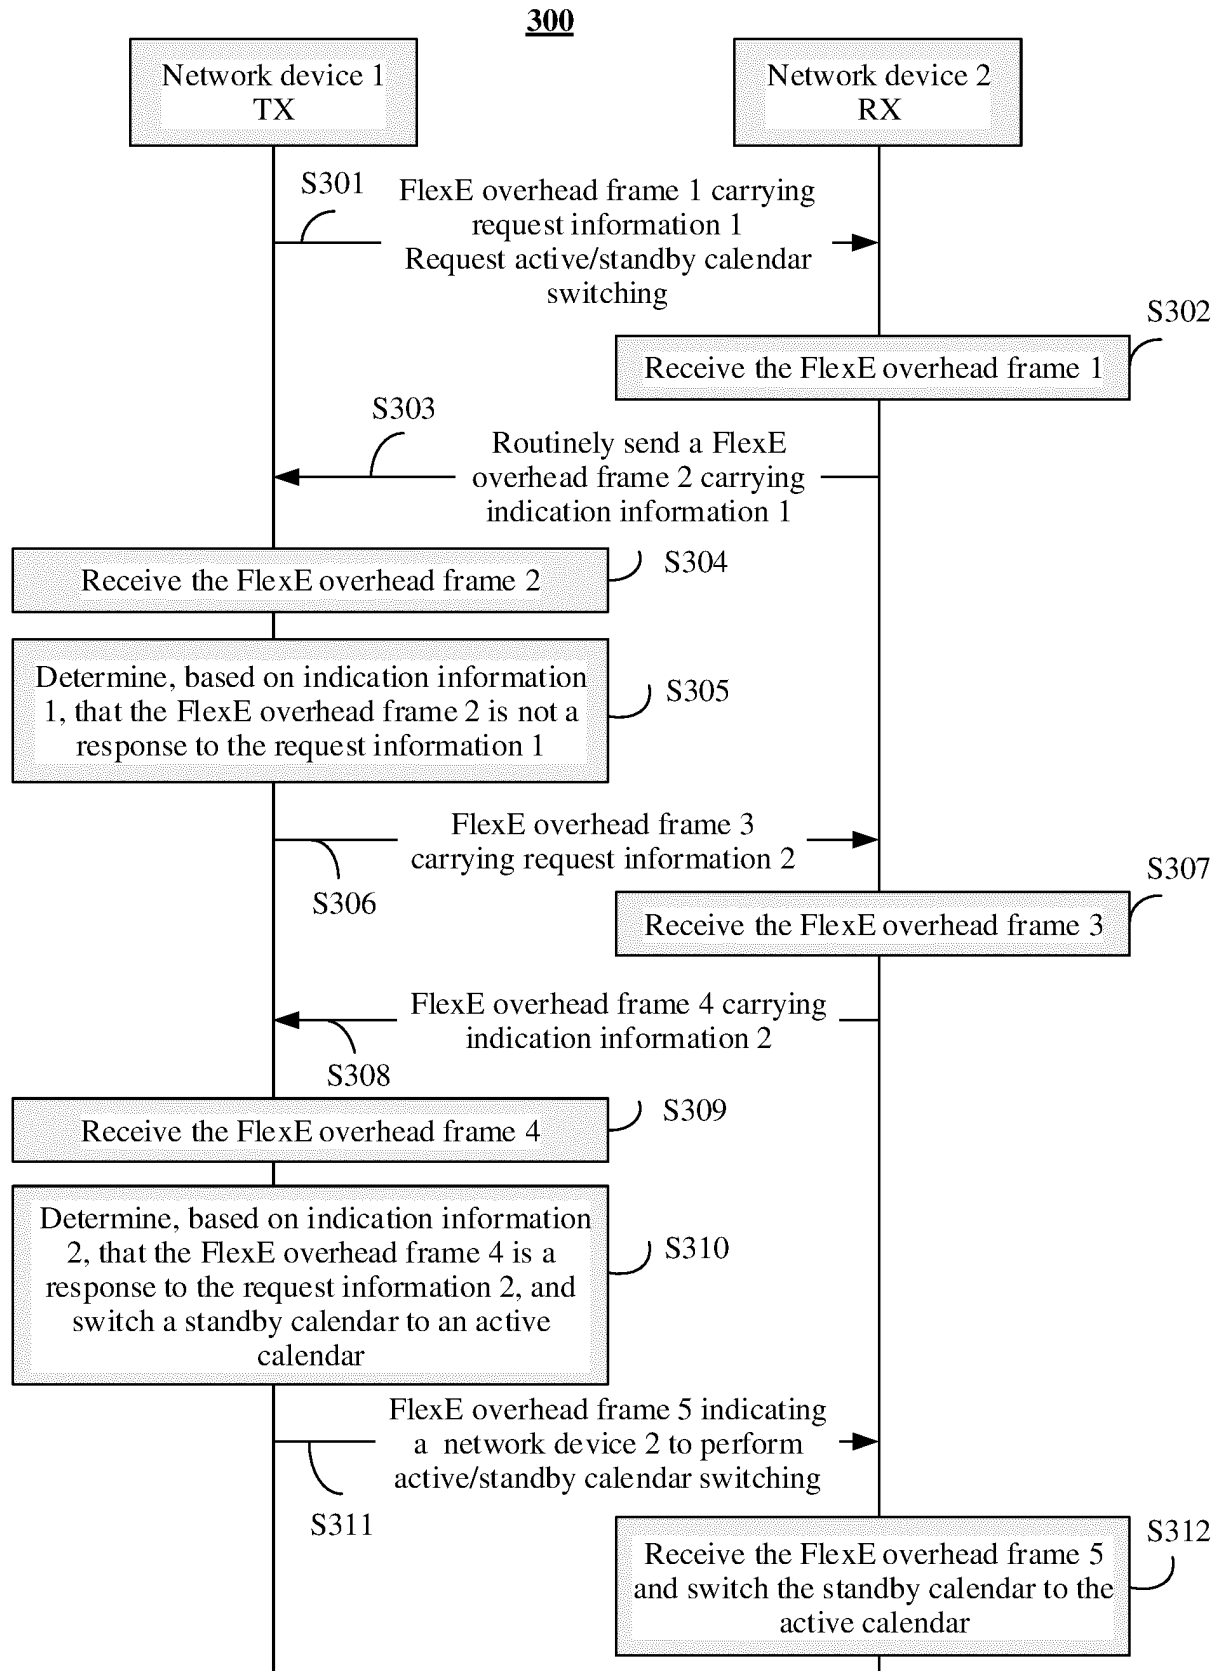 300
Network device 1
TX
Network device 2
RX
S301
FlexE overhead frame 1 carrying
request information 1
Request active/standby calendar
switching
S302
Receive the FlexE overhead frame 1
S303
Routinely send a FlexE
overhead frame 2 carrying
indication information 1
S304
Receive the FlexE overhead frame 2
Determine, based on indication information
1, that the FlexE overhead frame 2 is not a
response to the request information 1
S305
FlexE overhead frame 3
carrying request information 2
S306
S307
Receive the FlexE overhead frame 3
FlexE overhead frame 4 carrying
indication information 2
S308
S309
Receive the FlexE overhead frame 4
Determine, based on indication information
2, that the FlexE overhead frame 4 is a
response to the request information 2, and
switch a standby calendar to an active
calendar
S310
FlexE overhead frame 5 indicating
a network device 2 to perform
active/standby calendar switching
S311
S312
Receive the FlexE overhead frame 5
and switch the standby calendar to the
active calendar